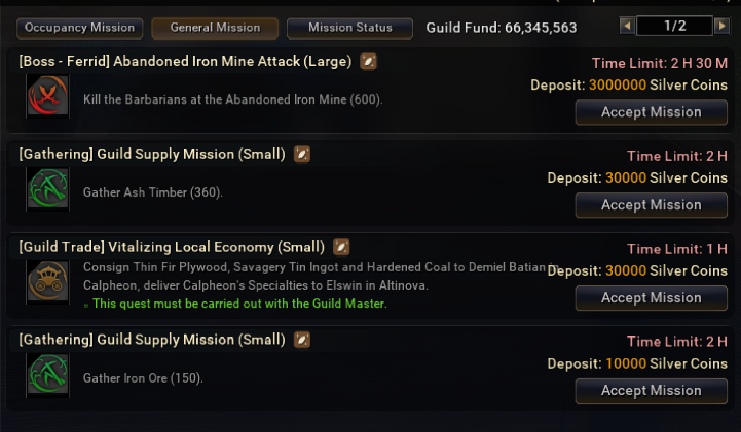 Occupancy Mission General Mission Mission Status Guild Fund: 66,345,563 1/2
[Boss - Ferrid] Abandoned Iron Mine Attack (Large)
Time Limit: 2 H 30 M
Deposit: 3000000 Silver Coins
Kill the Barbarians at the Abandoned Iron Mine (600).
Accept Mission
[Gathering] Guild Supply Mission (Small)
Time Limit: 2 H
Deposit: 30000 Silver Coins
Gather Ash Timber (360).
Accept Mission
[Guild Trade] Vitalizing Local Economy (Small)
Time Limit: 1 H
Consign Thin Fir Plywood, Savagery Tin Ingot and Hardened Coal to Demiel Batian in
Deposit: 30000 Silver Coins
Calpheon, deliver Calpheon's Specialties to Elswin in Altinova.
- This quest must be carried out with the Guild Master.
Accept Mission
[Gathering] Guild Supply Mission (Small)
Time Limit: 2 H
Deposit: 10000 Silver Coins
Gather Iron Ore (150).
Accept Mission